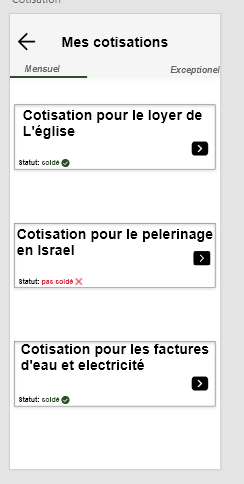 Cotisation
Mes cotisations
Mensuel Exceptionel
Cotisation pour le loyer de
L'église
Statut: soldé
Cotisation pour le pelerinage
en Israel
Statut: pas soldé
Cotisation pour les factures
d'eau et electricité
Statut: soldé